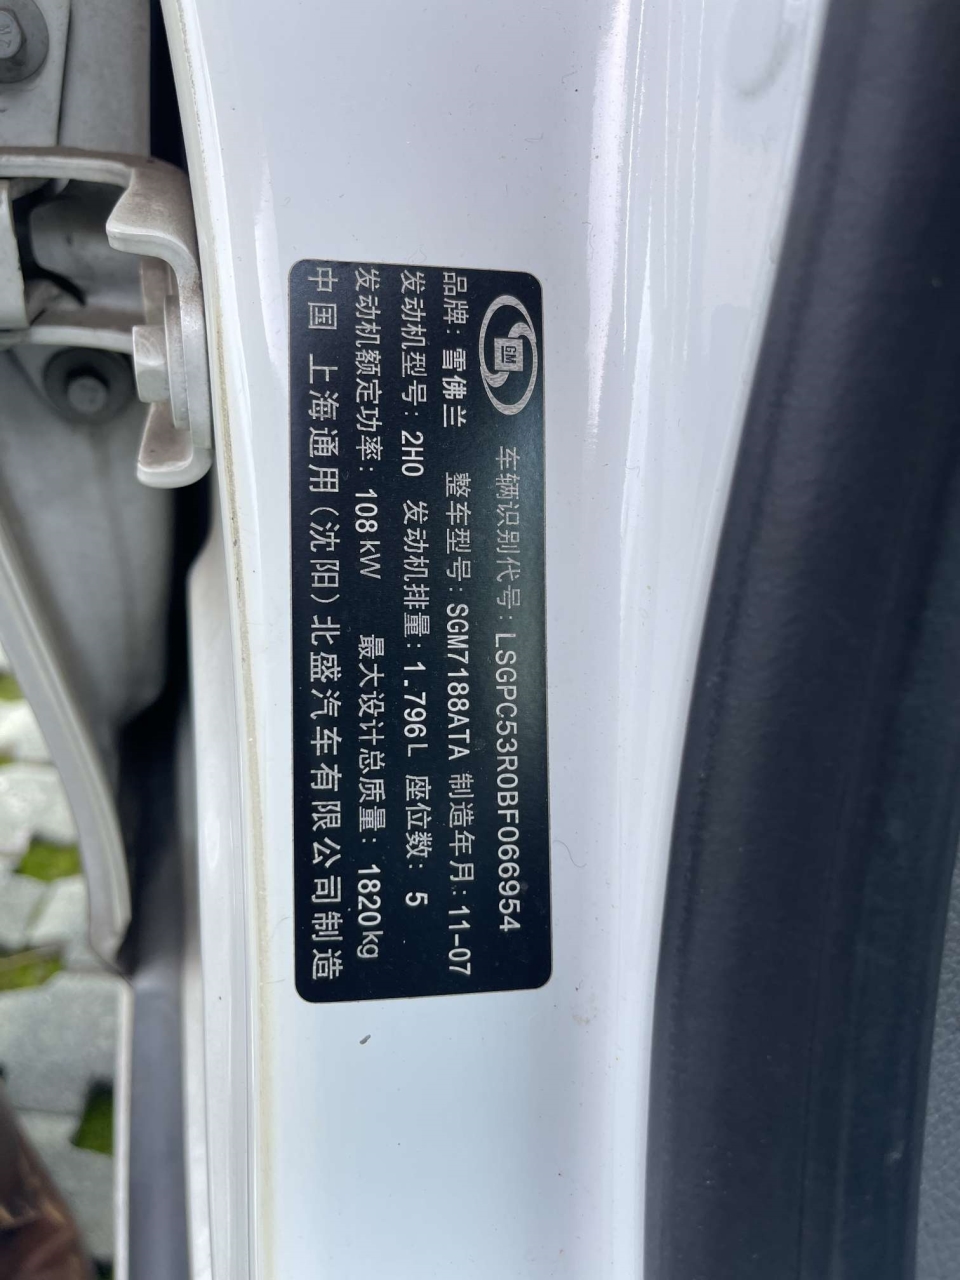 GM
车辆识别代号: LSGPC53R0BF066954
品牌: 雪佛兰 整车型号: SGM7188ATA 制造年月: 11-07
发动机型号: 2H0 发动机排量: 1.796L 座位数: 5
发动机额定功率: 108kW 最大设计总质量: 1820kg
中国 上海通用(沈阳)北盛汽车有限公司制造